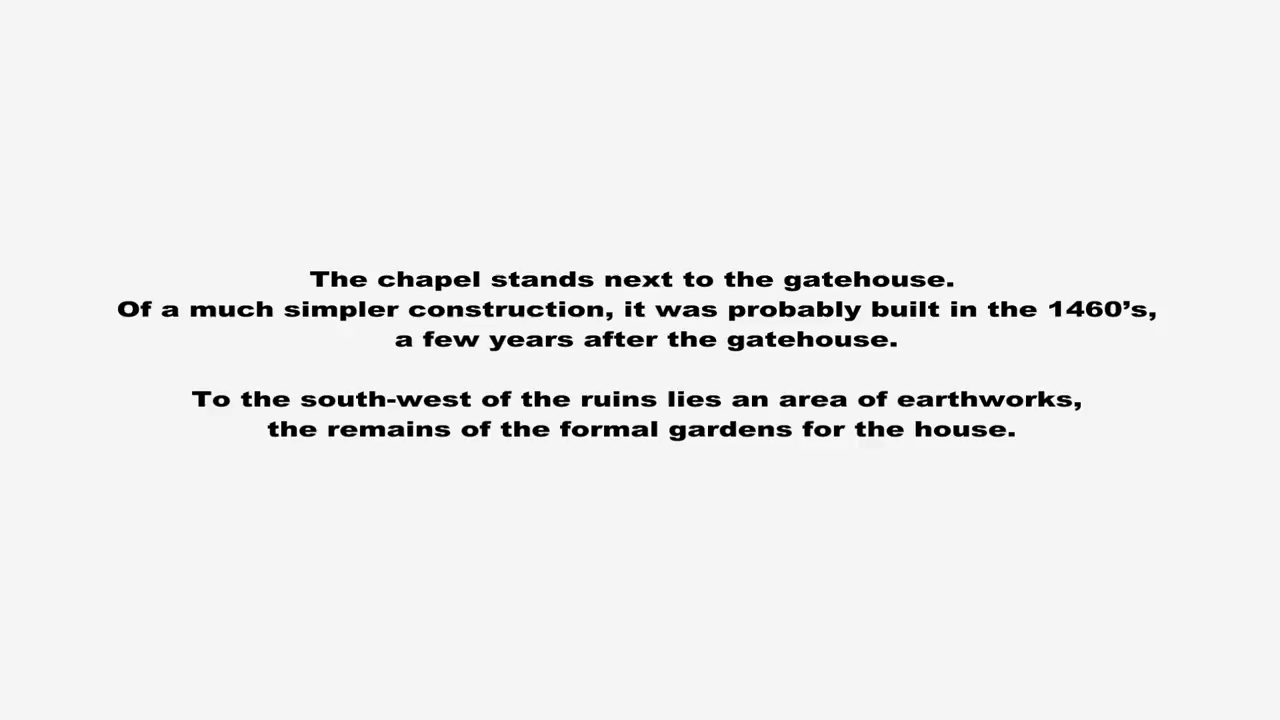 The chapel stands next to the gatehouse.
Of a much simpler construction, it was probably built in the 1460’s,
a few years after the gatehouse.
To the south-west of the ruins lies an area of earthworks,
the remains of the formal gardens for the house.